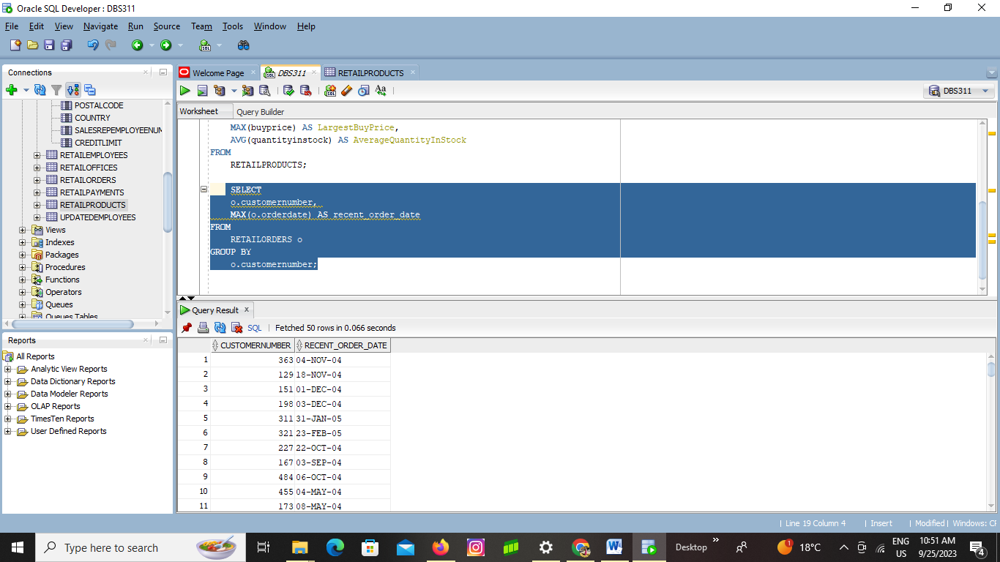 Oracle SQL Developer : DBS311
File Edit View Navigate Run Source Team Tools Window Help
Connections
POSTALCODE
COUNTRY
SALESREPEMPLOYEENUM
CREDITLIMIT
RETAILEMPLOYEES
RETAILOFFICES
RETAILORDERS
RETAILPAYMENTS
RETAILPRODUCTS
UPDATEDEMPLOYEES
Views
Indexes
Packages
Procedures
Functions
Operators
Queues
Queues Tables
Reports
All Reports
Analytic View Reports
Data Dictionary Reports
Data Modeler Reports
OLAP Reports
TimesTen Reports
User Defined Reports
Welcome Page DBS311 RETAILPRODUCTS
DBS311
Worksheet Query Builder
MAX(buyprice) AS LargestBuyPrice,
AVG(quantityinstock) AS AverageQuantityInStock
FROM
RETAILPRODUCTS;
SELECT
o.customernumber,
MAX(o.orderdate) AS recent_order_date
FROM
RETAILORDERS o
GROUP BY
o.customernumber;
Query Result
SQL | Fetched 50 rows in 0.066 seconds
CUSTOMERNUMBER RECENT_ORDER_DATE
1 363 04-NOV-04
2 129 18-NOV-04
3 151 01-DEC-04
4 198 03-DEC-04
5 311 31-JAN-05
6 321 23-FEB-05
7 227 22-OCT-04
8 167 03-SEP-04
9 484 06-OCT-04
10 455 04-MAY-04
11 173 08-MAY-04
| Line 19 Column 4 | Insert | Modified | Windows: CF
Type here to search
Desktop
18°C
ENG
US
10:51 AM
9/25/2023
4